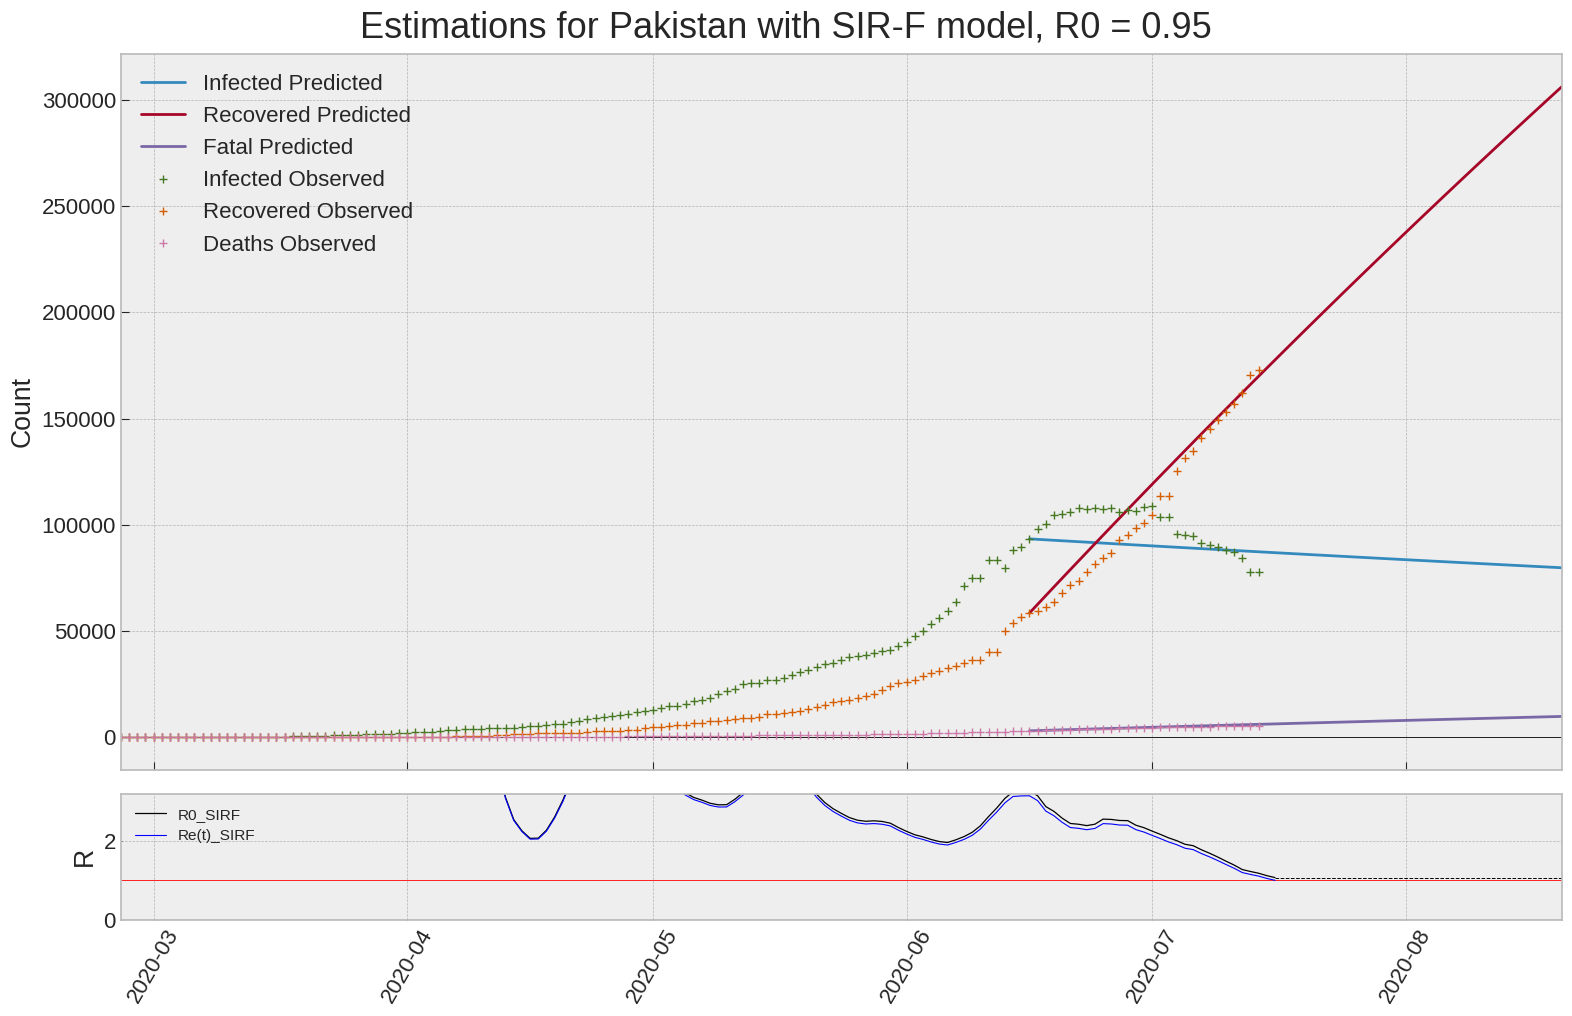 Estimations for Pakistan with SIR-F model, R0 = 0.95
Infected Predicted
Recovered Predicted
Fatal Predicted
Infected Observed
Recovered Observed
Deaths Observed
300000
250000
200000
150000
100000
50000
0
Count
R0_SIRF
Re(t)_SIRF
2
0
R
2020-03
2020-04
2020-05
2020-06
2020-07
2020-08